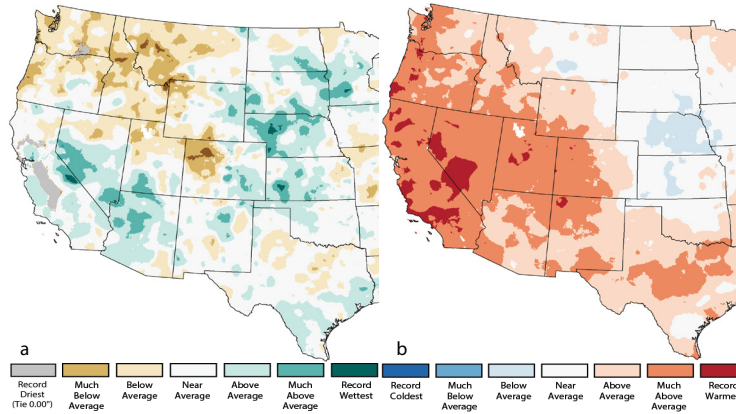 a
b
Record
Driest
(Tie 0.00")
Much
Below
Average
Below
Average
Near
Average
Above
Average
Much
Above
Average
Record
Wettest
Record
Coldest
Much
Below
Average
Below
Average
Near
Average
Above
Average
Much
Above
Average
Record
Warme